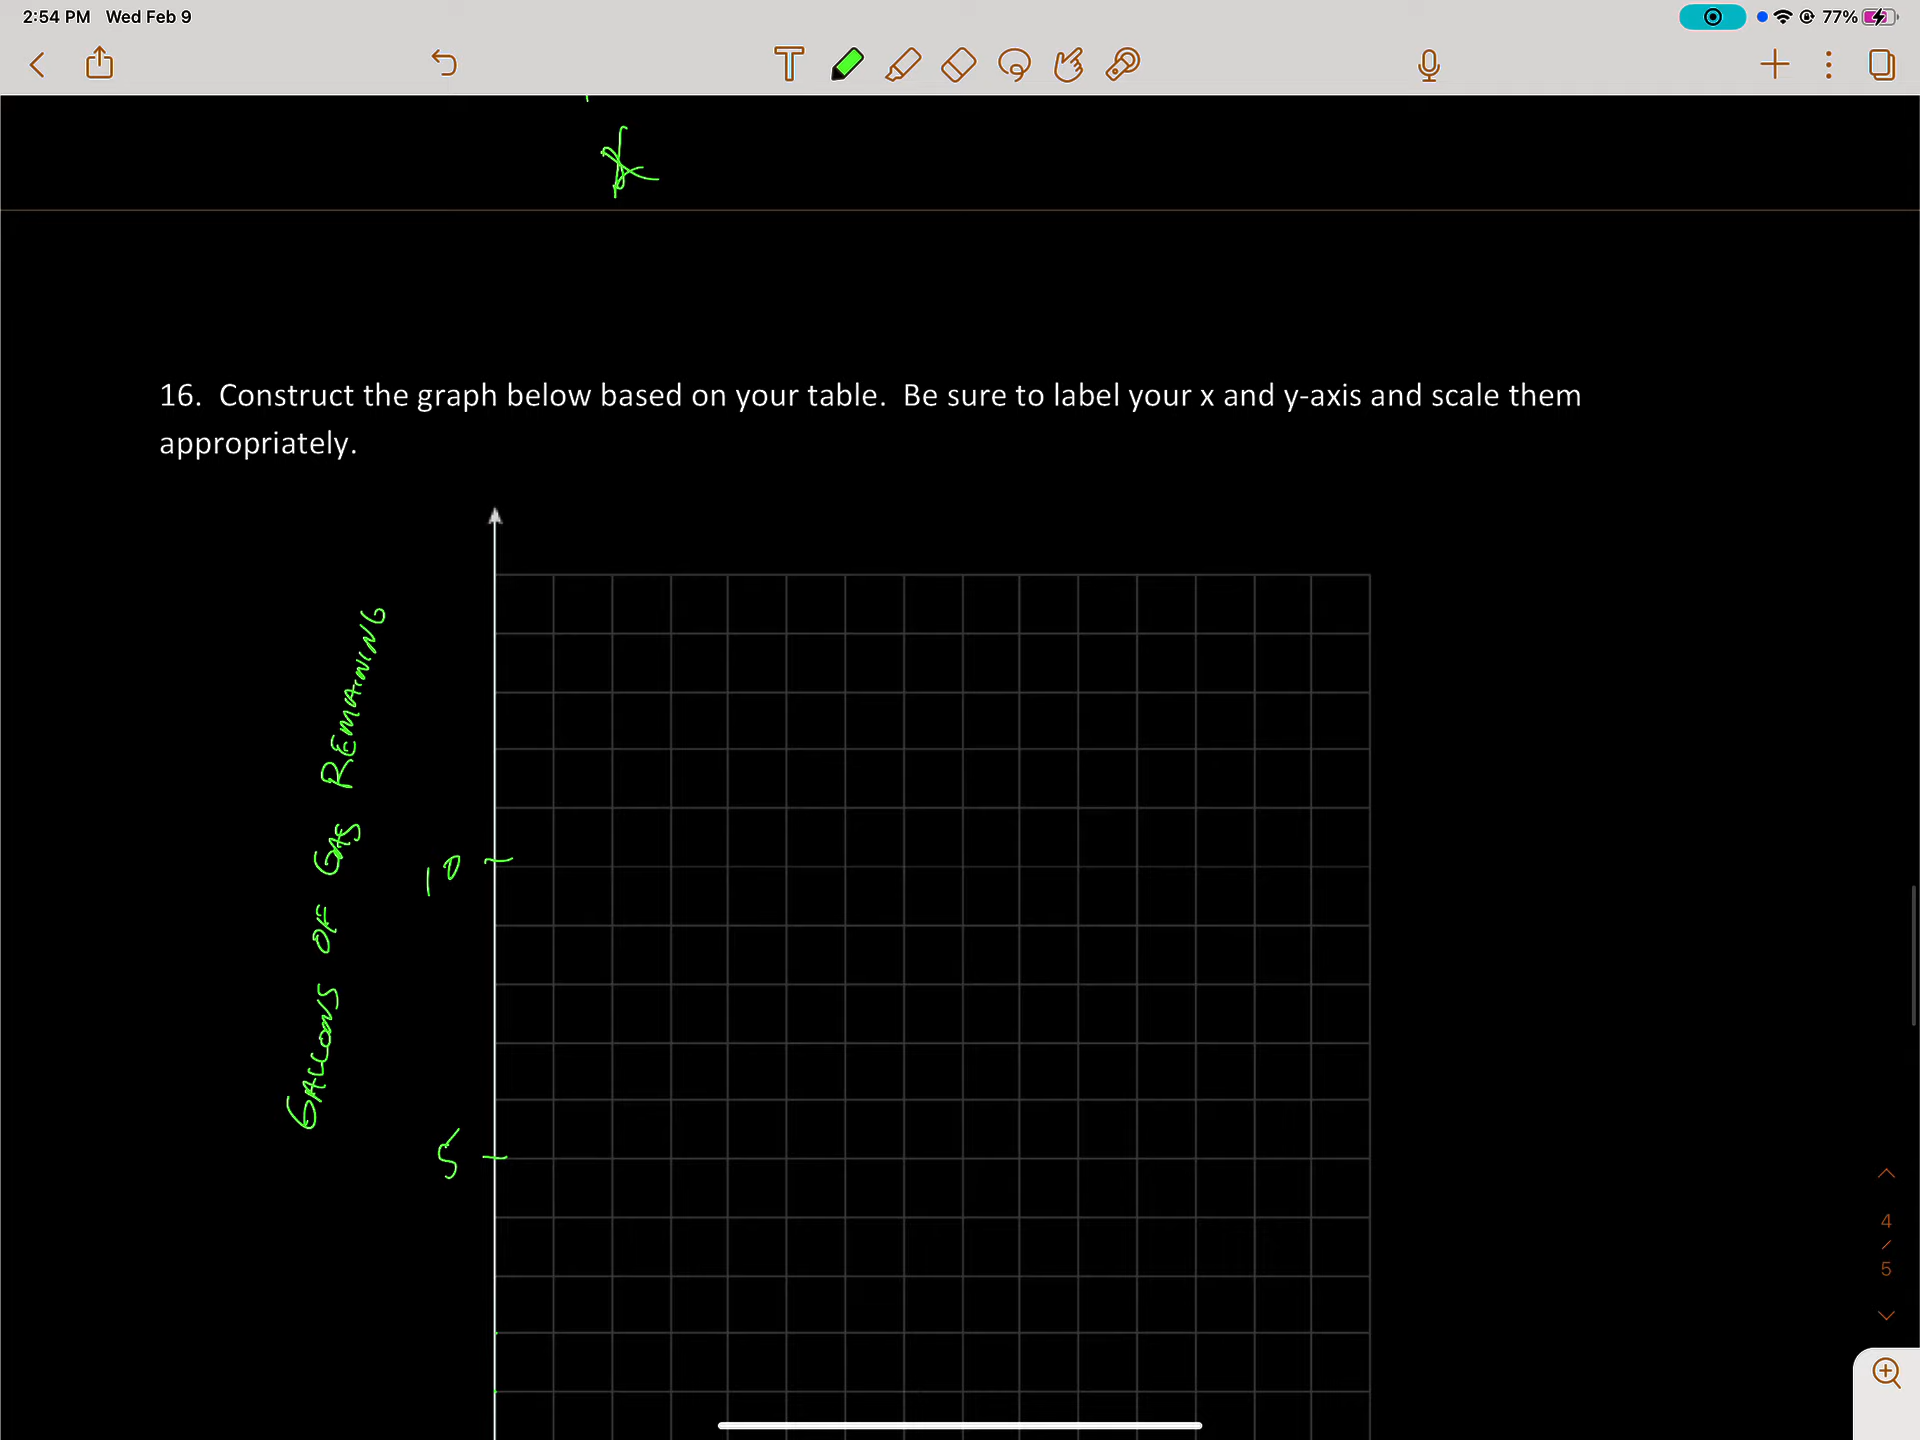 2:54 PM Wed Feb 9
77%
T
16. Construct the graph below based on your table. Be sure to label your x and y-axis and scale them
appropriately.
GALLONS OF GAS REMAINING
10
5
4
/
5